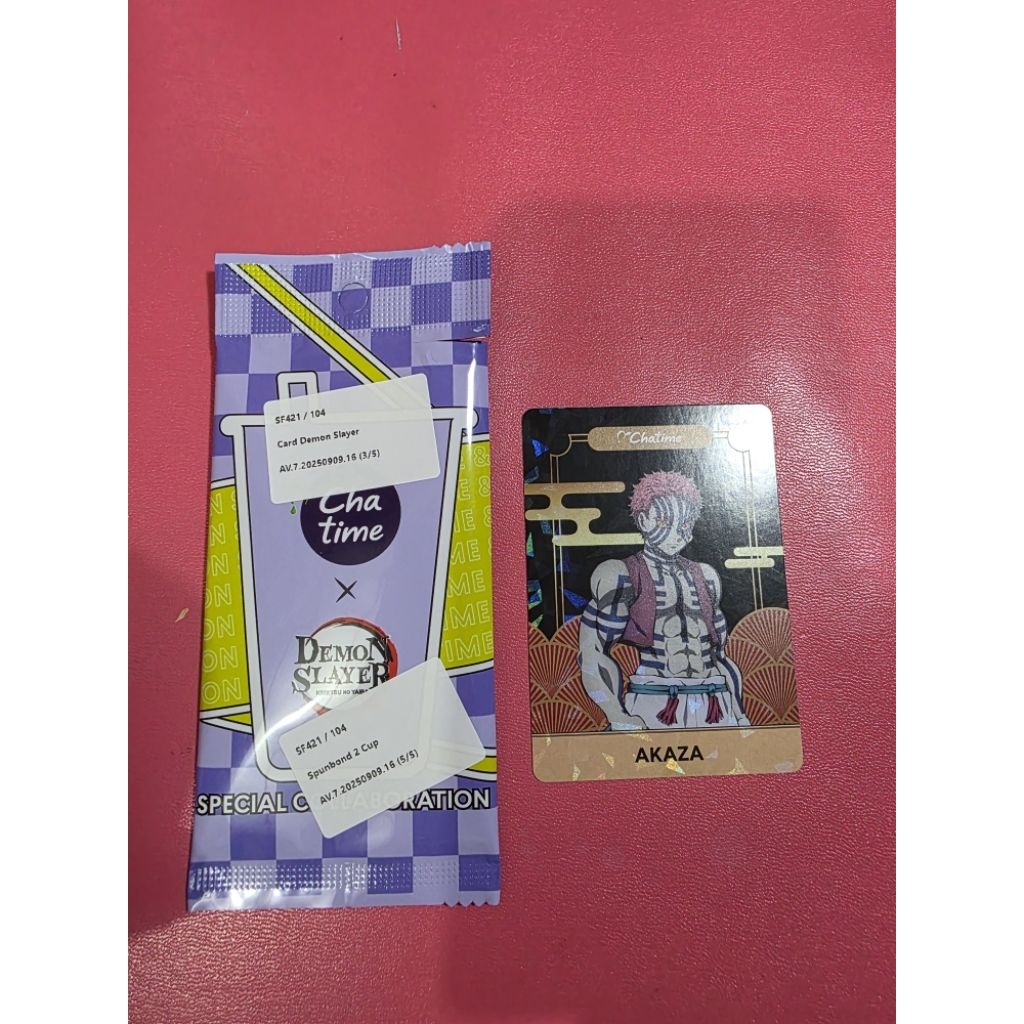 SF421 / 104
Card Demon Slayer
AV.7.20250909.16 (3/5)
Cha
time
×
DEMON
SLAYER
SF421 / 104
Spunbond 2 Cup
AV.7.20250909.16 (5/5)
SPECIAL COLLABORATION
Chatime
AKAZA